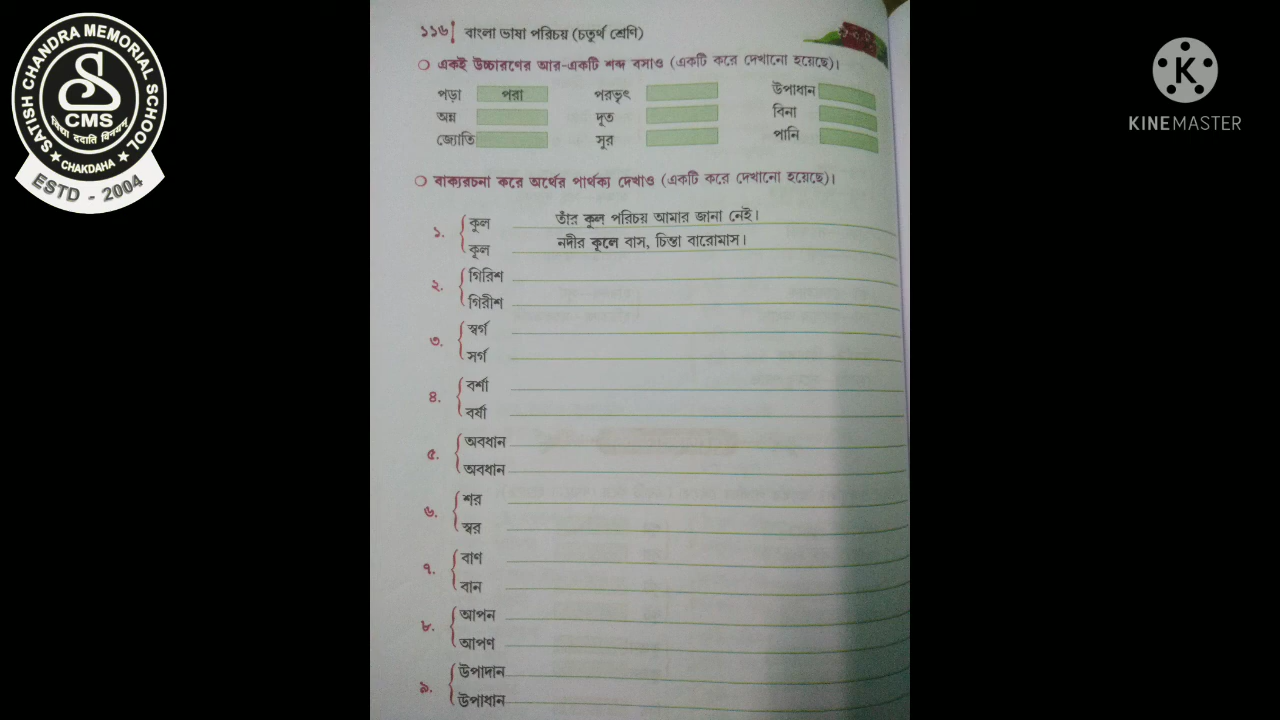 SATISH CHANDRA MEMORIAL SCHOOL
CMS
विद्या ददाति विनयम्
CHAKDAHA
ESTD - 2004
KINEMASTER
১১৬ বাংলা ভাষা পরিচয় (চতুর্থ শ্রেণি)
একই উচ্চারণের আর-একটি শব্দ বসাও (একটি করে দেখানো হয়েছে)।
পড়া পরা পরভৃৎ উপাধান
অন্ন দূত বিনা
জ্যোতি সুর পানি
বাক্যরচনা করে অর্থের পার্থক্য দেখাও (একটি করে দেখানো হয়েছে)।
১. কুল তাঁর কুল পরিচয় আমার জানা নেই।
কূল নদীর কূলে বাস, চিন্তা বারোমাস।
২. গিরিশ
গিরীশ
৩. স্বর্গ
সর্গ
৪. বর্শা
বর্ষা
৫. অবধান
অবধান
৬. শর
স্বর
৭. বাণ
বান
৮. আপন
আপণ
৯. উপাদান
উপাধান